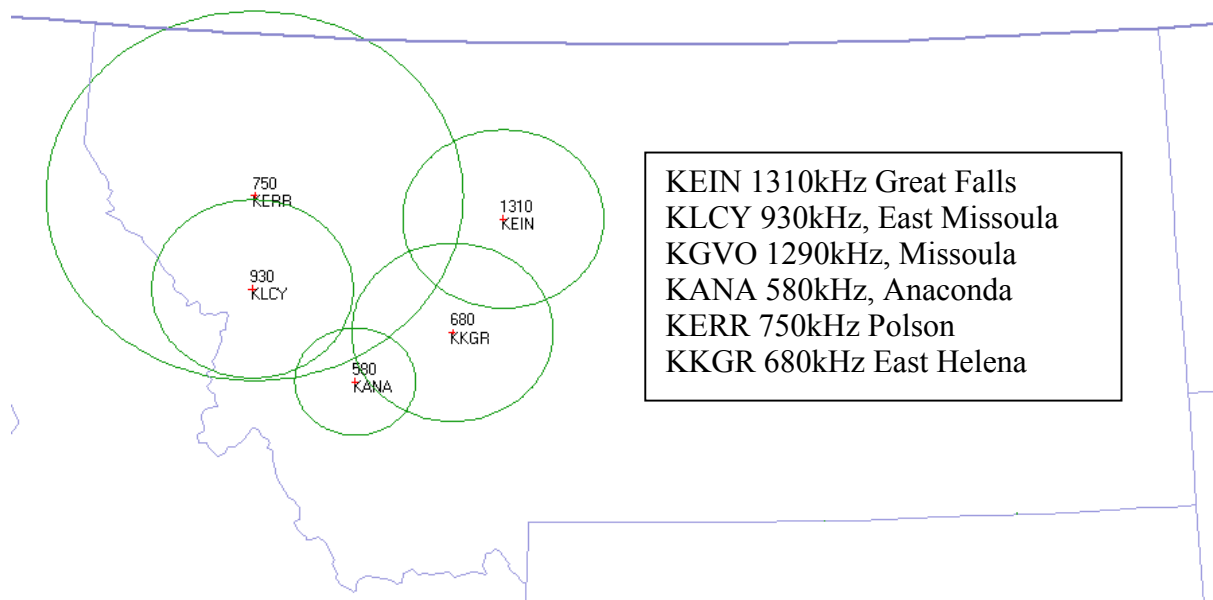 750
KERR
1310
KEIN
930
KLCY
680
KKGR
580
KANA
KEIN 1310kHz Great Falls
KLCY 930kHz, East Missoula
KGVO 1290kHz, Missoula
KANA 580kHz, Anaconda
KERR 750kHz Polson
KKGR 680kHz East Helena